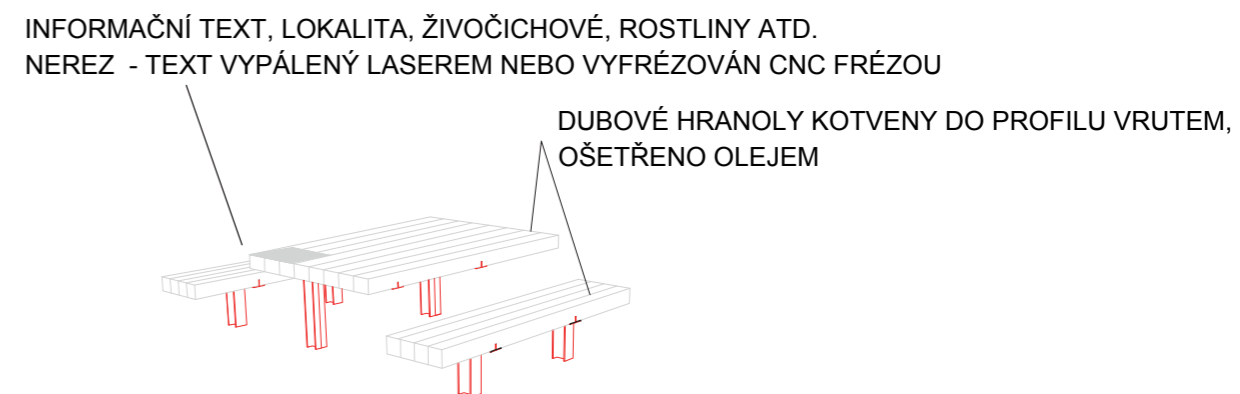 INFORMAČNÍ TEXT, LOKALITA, ŽIVOČICHOVÉ, ROSTLINY ATD.
NEREZ - TEXT VYPÁLENÝ LASEREM NEBO VYFRÉZOVÁN CNC FRÉZOU
DUBOVÉ HRANOLY KOTVENY DO PROFILU VRUTEM,
OŠETŘENO OLEJEM